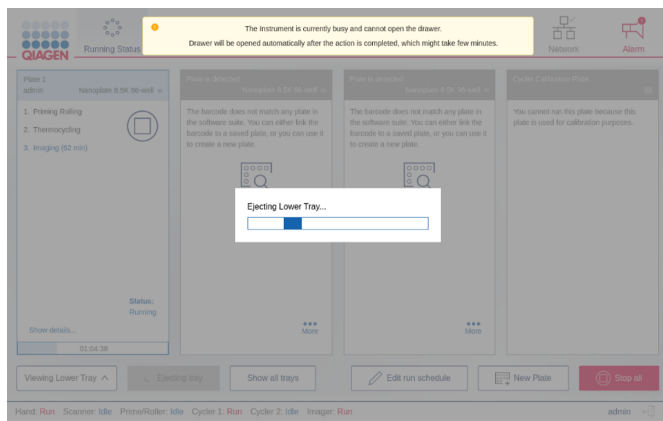 The Instrument is currently busy and cannot open the drawer.
Drawer will be opened automatically after the action is completed, which might take few minutes.
QIAGEN
Running Status
Network
Alarm
Plate 1
admin Nanoplate 8.5K 96-well
1. Priming Rolling
2. Thermocycling
3. Imaging (62 min)
Status:
Running
Show details...
01:04:38
Plate is detected
Nanoplate 8.5K 96-well
The barcode does not match any plate in
the software suite. You can either link the
barcode to a saved plate, or you can use it
to create a new plate.
More
Plate is detected
Nanoplate 8.5K 96-well
The barcode does not match any plate in
the software suite. You can either link the
barcode to a saved plate, or you can use it
to create a new plate.
More
Cycler Calibration Plate
You cannot run this plate because this
plate is used for calibration purposes.
Ejecting Lower Tray...
Viewing Lower Tray
Ejecting tray
Show all trays
Edit run schedule
New Plate
Stop all
Hand: Run Scanner: Idle Prime/Roller: Idle Cycler 1: Run Cycler 2: Idle Imager: Run
admin